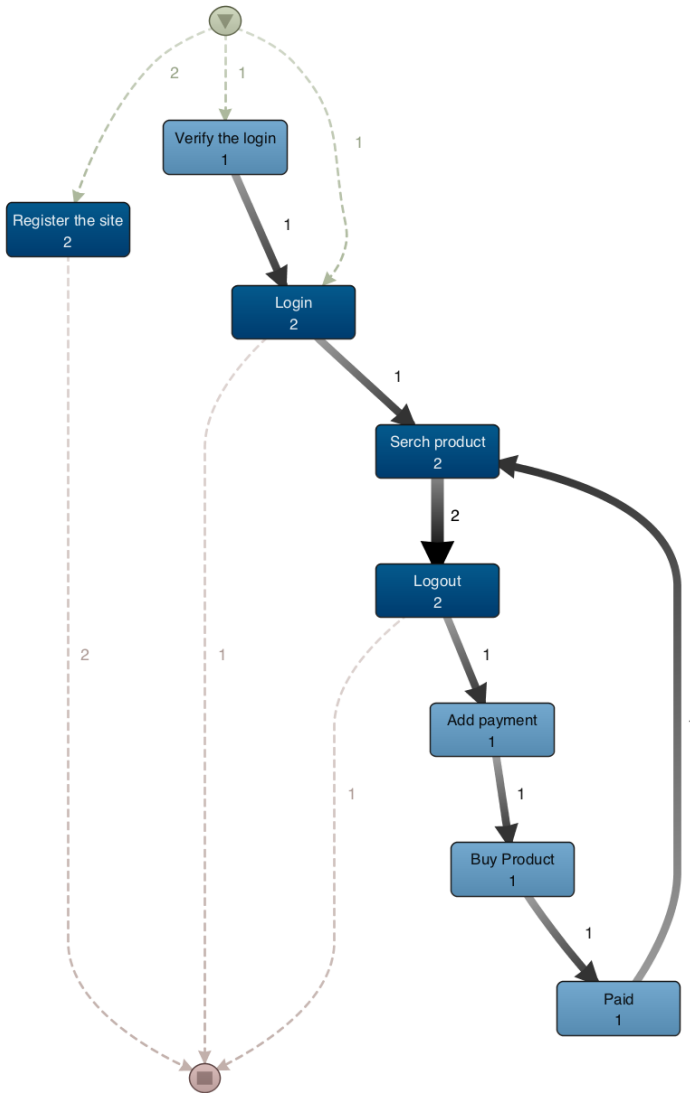 2
1
1
Verify the login
1
Register the site
2
1
Login
2
1
Serch product
2
2
Logout
2
2
1
1
Add payment
1
1
1
Buy Product
1
1
Paid
1